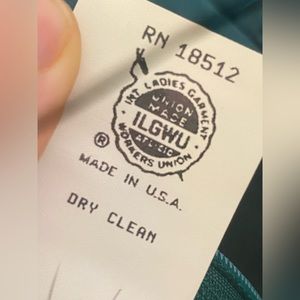 RN 18512
INT. LADIES GARMENT
UNION
MADE
ILGWU
AFL-CIO
WORKERS UNION
®
MADE IN U.S.A.
DRY CLEAN